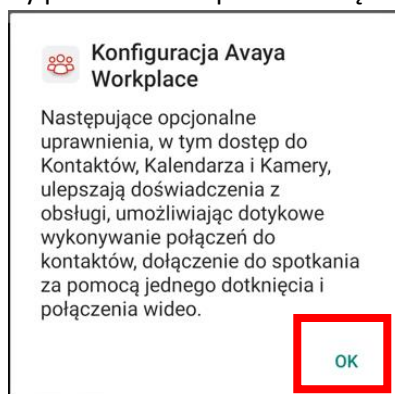 Konfiguracja Avaya
Workplace
Następujące opcjonalne
uprawnienia, w tym dostęp do
Kontaktów, Kalendarza i Kamery,
ulepszają doświadczenia z
obsługi, umożliwiając dotykowe
wykonywanie połączeń do
kontaktów, dołączenie do spotkania
za pomocą jednego dotknięcia i
połączenia wideo.
OK